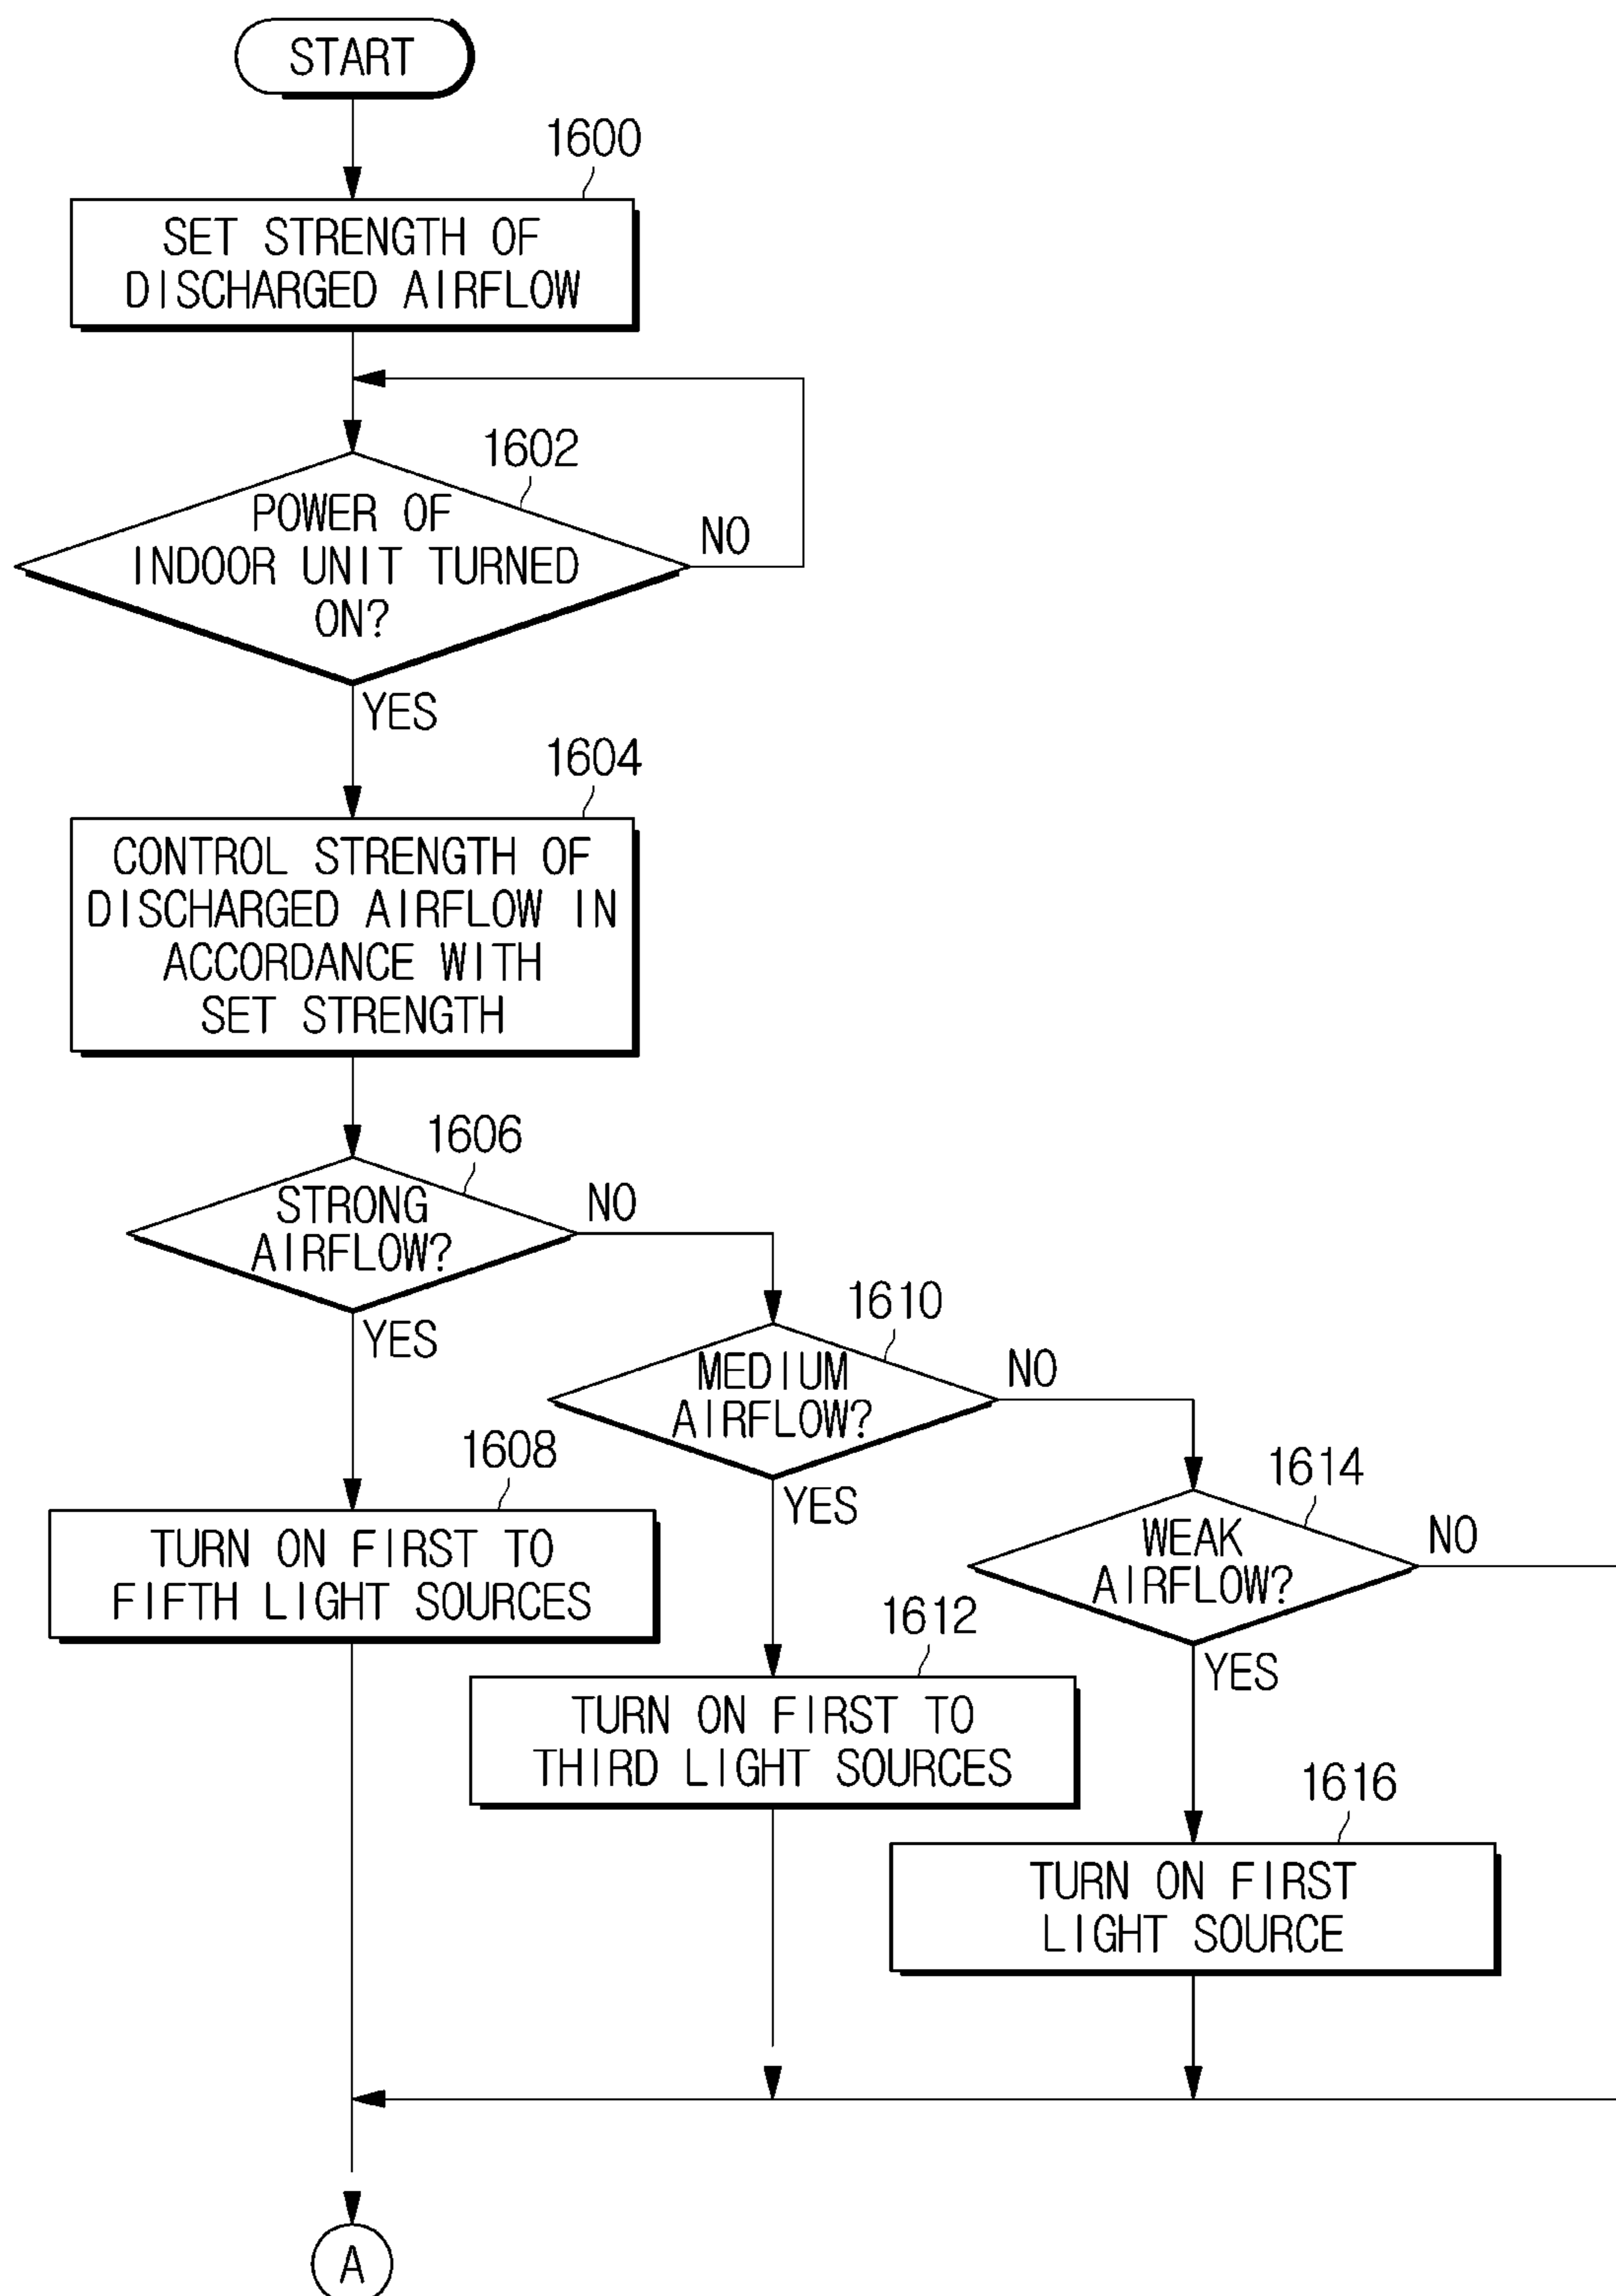 START
1600
SET STRENGTH OF
DISCHARGED AIRFLOW
1602
POWER OF
INDOOR UNIT TURNED
ON?
NO
YES
1604
CONTROL STRENGTH OF
DISCHARGED AIRFLOW IN
ACCORDANCE WITH
SET STRENGTH
1606
STRONG
AIRFLOW?
NO
YES
1608
TURN ON FIRST TO
FIFTH LIGHT SOURCES
1610
MEDIUM
AIRFLOW?
NO
YES
1612
TURN ON FIRST TO
THIRD LIGHT SOURCES
1614
WEAK
AIRFLOW?
NO
YES
1616
TURN ON FIRST
LIGHT SOURCE
A